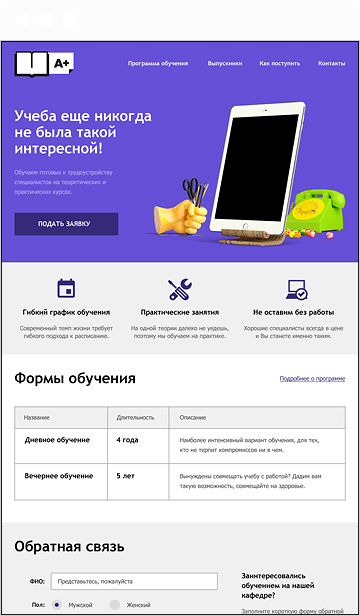 A+
Программа обучения Выпускники Как поступить Контакты
Учеба еще никогда
не была такой
интересной!
Обучаем готовых к трудоустройству
специалистов на теоретических и
практических курсах.
ПОДАТЬ ЗАЯВКУ
Гибкий график обучения
Современный темп жизни требует
гибкого подхода к расписанию.
Практические занятия
На одной теории далеко не уедешь,
поэтому мы обучаем на практике.
Не оставим без работы
Хорошие специалисты всегда в цене
и Вы станете именно таким.
Формы обучения
Подробнее о программе
Название Длительность Описание
Дневное обучение 4 года Наиболее интенсивный вариант обучения, для тех,
кто не терпит компромиссов ни в чем.
Вечернее обучение 5 лет Вынуждены совмещать учебу с работой? Дадим вам
такую возможность, совмещайте на здоровье.
Обратная связь
ФИО: Представьтесь, пожалуйста
Пол: Мужской Женский
Заинтересовались
обучением на нашей
кафедре?
Заполните короткую форму обратной